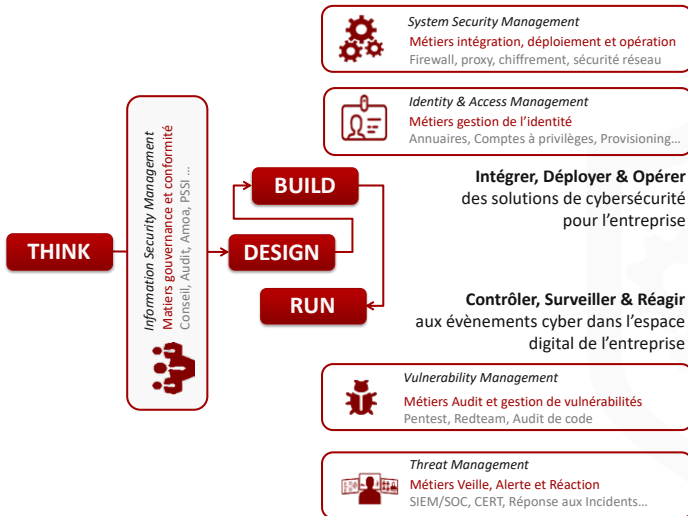 System Security Management
Métiers intégration, déploiement et opération
Firewall, proxy, chiffrement, sécurité réseau
Identity & Access Management
Métiers gestion de l'identité
Annuaires, Comptes à privilèges, Provisioning…
Intégrer, Déployer & Opérer
des solutions de cybersécurité
pour l'entreprise
THINK
Information Security Management
Matiers gouvernance et conformité
Conseil, Audit, Amoa, PSSI ...
BUILD
DESIGN
RUN
Contrôler, Surveiller & Réagir
aux évènements cyber dans l'espace
digital de l'entreprise
Vulnerability Management
Métiers Audit et gestion de vulnérabilités
Pentest, Redteam, Audit de code
Threat Management
Métiers Veille, Alerte et Réaction
SIEM/SOC, CERT, Réponse aux Incidents…